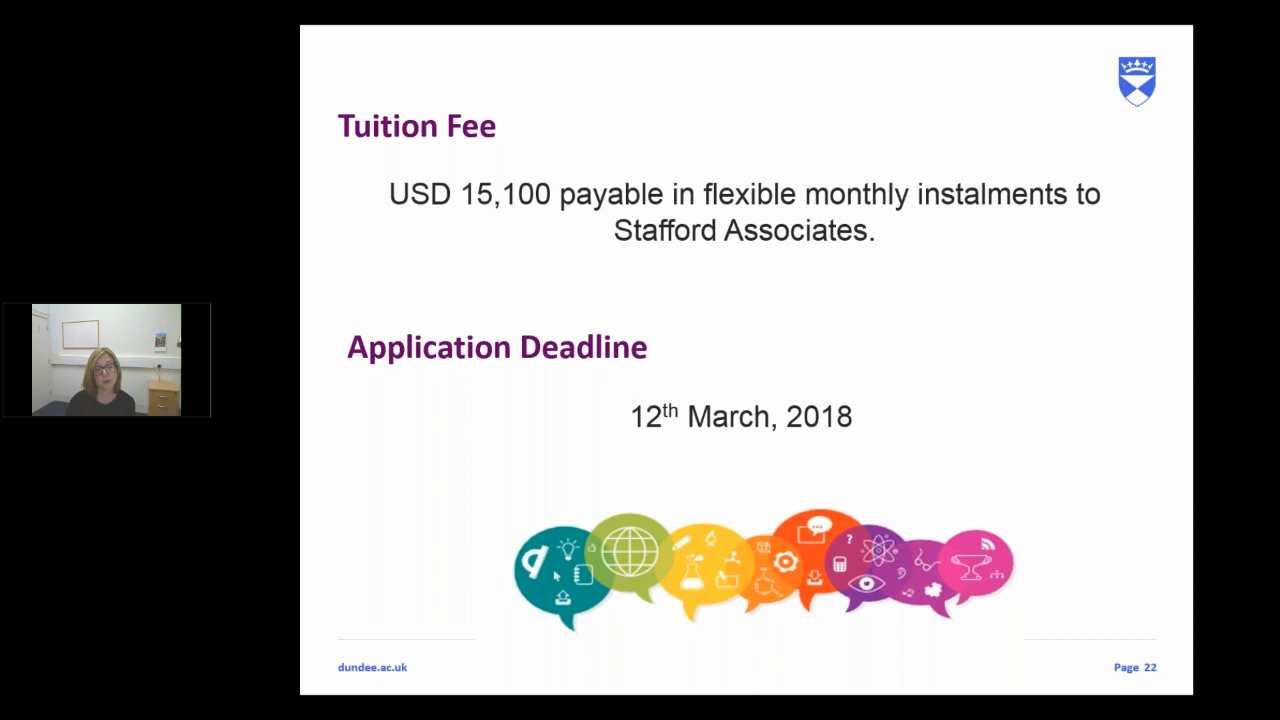 Tuition Fee
USD 15,100 payable in flexible monthly instalments to
Stafford Associates.
Application Deadline
12th March, 2018
?
dundee.ac.uk
Page 22